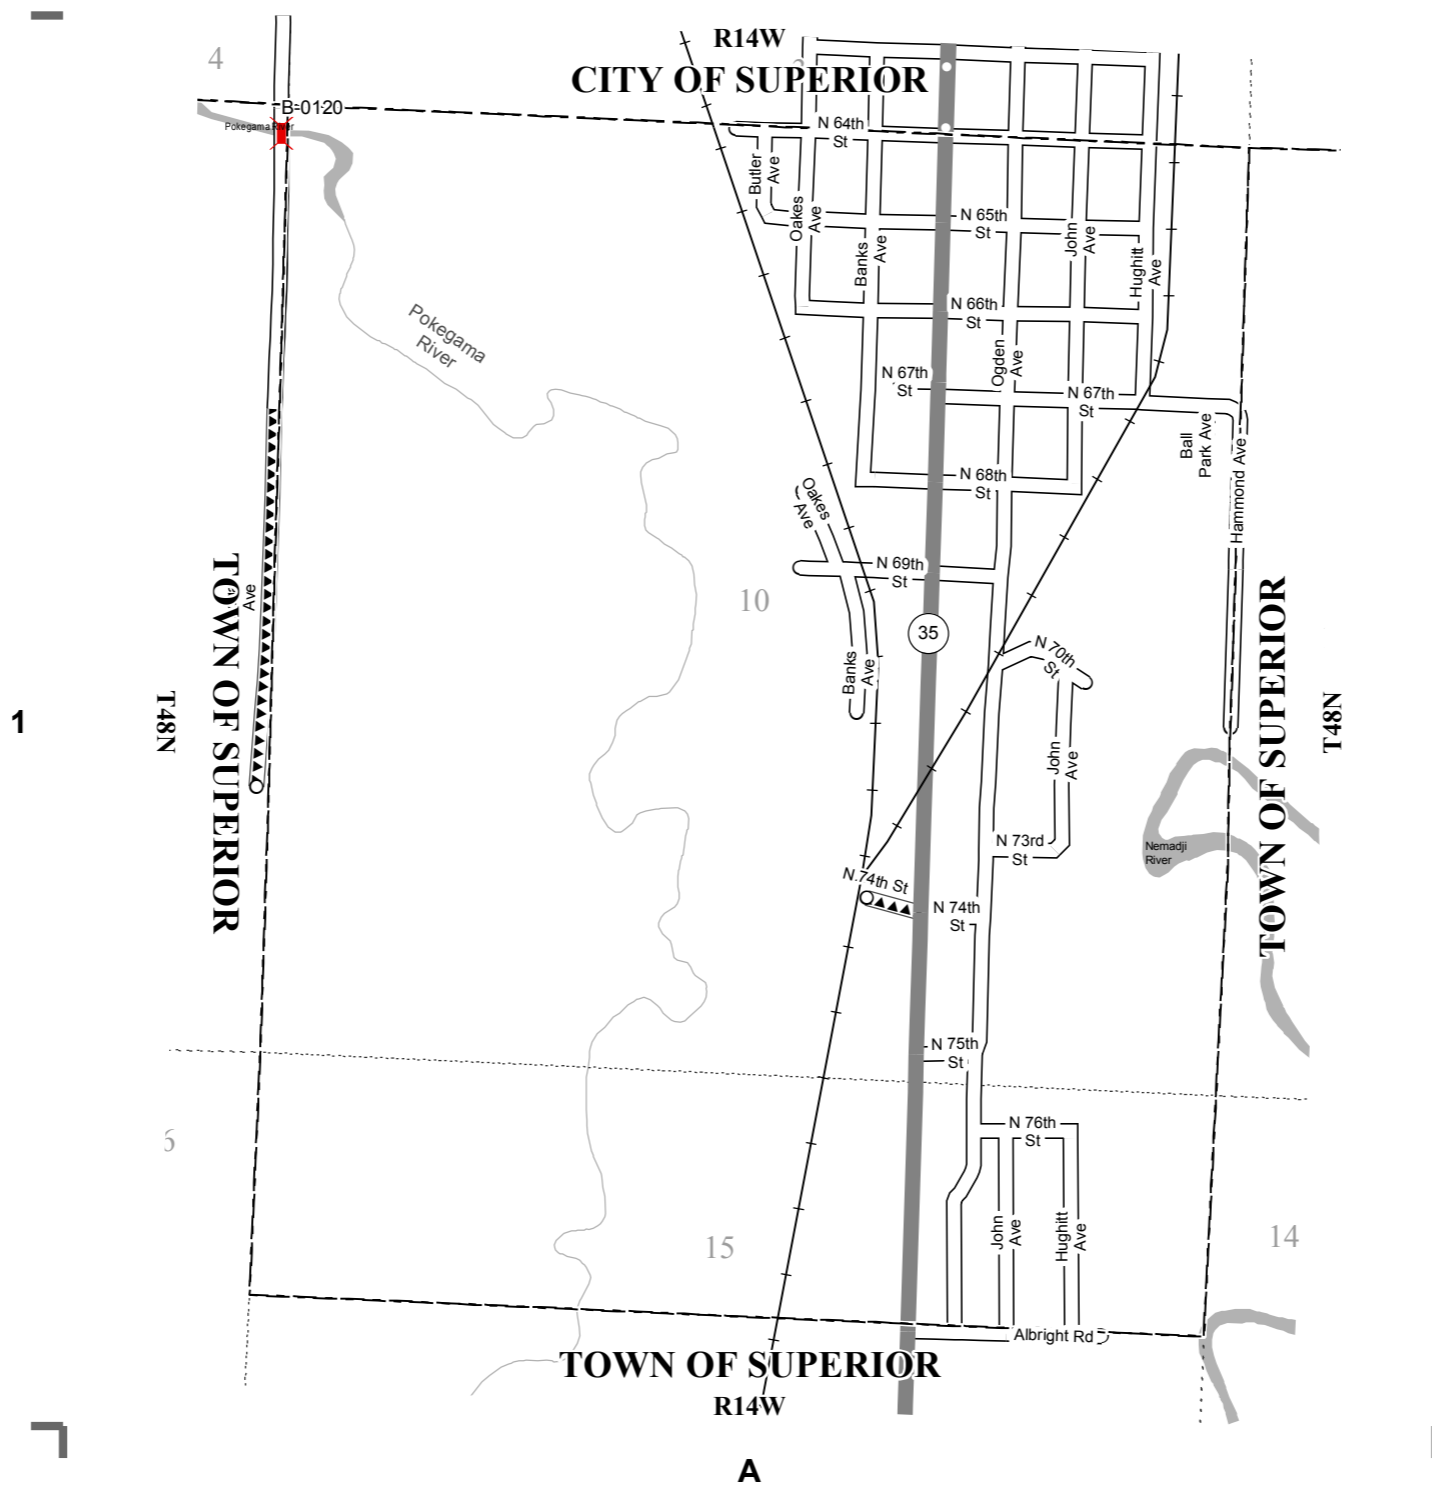 R14W
4
CITY OF SUPERIOR
B-0120
Pokegama River
N 64th
St
Butler
Ave
Oakes
Ave
N 65th
St
Banks
Ave
John
Ave
Hughitt
Ave
N 66th
St
Pokegama
River
Ogden
Ave
N 67th
St
N 67th
St
Ball
Park Ave
Hammond Ave
N 68th
St
Oakes
Ave
N 69th
St
Ave
10
35
N 70th
St
Banks
Ave
TOWN OF SUPERIOR
T48N
1
John
Ave
TOWN OF SUPERIOR
T48N
N 73rd
St
Nemadji
River
N 74th St
N 74th
St
N 75th
St
N 76th
St
John
Ave
Hughitt
Ave
15
14
Albright Rd
TOWN OF SUPERIOR
R14W
A